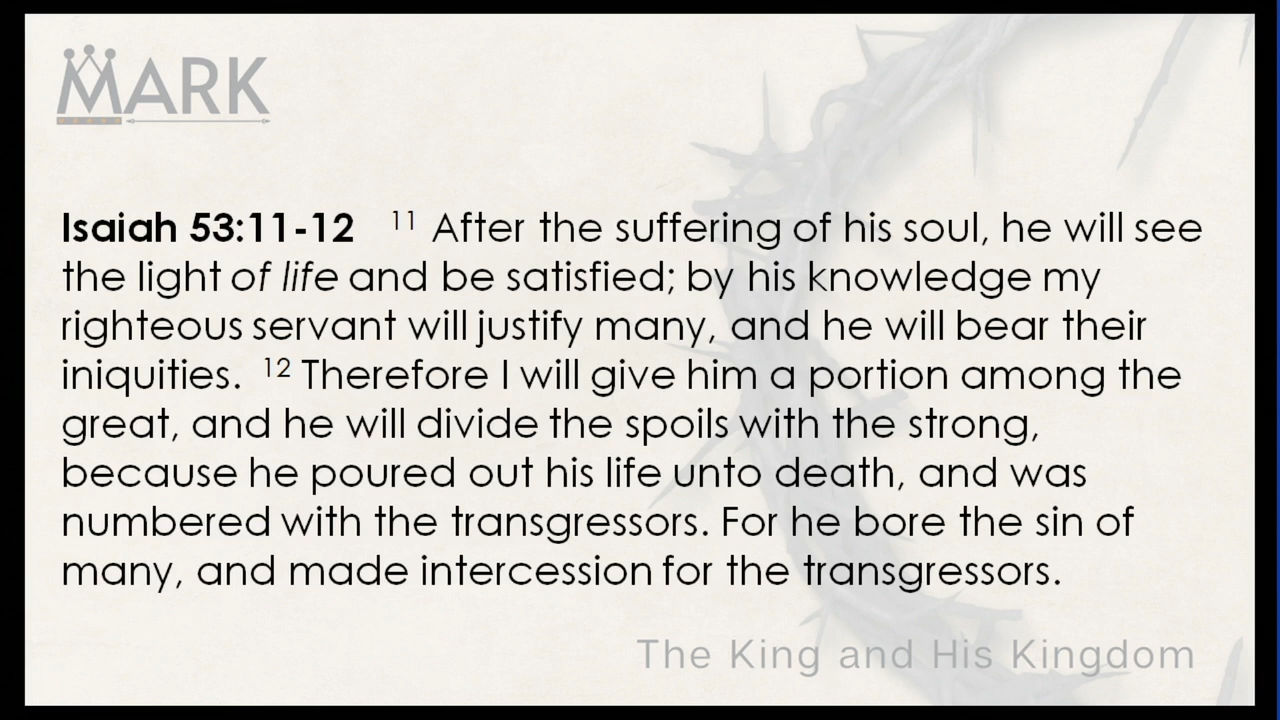 MARK
Isaiah 53:11-12 11 After the suffering of his soul, he will see
the light of life and be satisfied; by his knowledge my
righteous servant will justify many, and he will bear their
iniquities. 12 Therefore I will give him a portion among the
great, and he will divide the spoils with the strong,
because he poured out his life unto death, and was
numbered with the transgressors. For he bore the sin of
many, and made intercession for the transgressors.
The King and His Kingdom